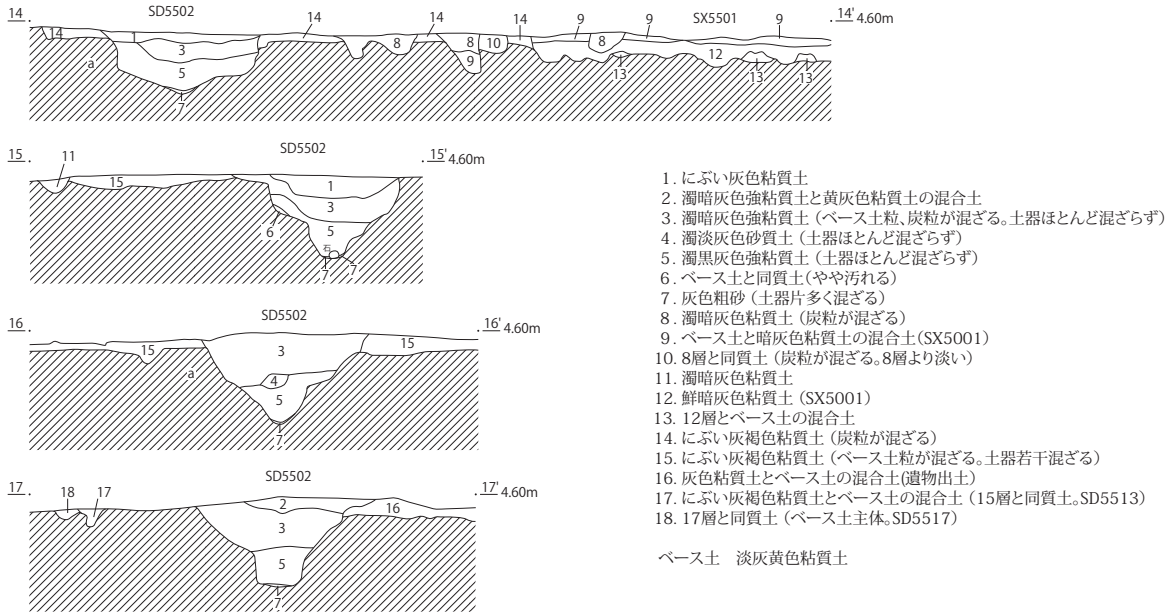 14 SD5502 14 14 14 9 9 SX5501 9 14' 4.60m
14 1 3 8 8 10 8
a 5 9 13 12 13 13
7
15 11 SD5502 15' 4.60m
15 1
3
6 5
石
7 7
16 SD5502 16' 4.60m
15 3 15
a 4
5
7
17 18 17 SD5502 17' 4.60m
2 16
3
5
7
1. にぶい灰色粘質土
2. 濁暗灰色強粘質土と黄灰色粘質土の混合土
3. 濁暗灰色強粘質土（ベース土粒、炭粒が混ざる。土器ほとんど混ざらず）
4. 濁淡灰色砂質土（土器ほとんど混ざらず）
5. 濁黒灰色強粘質土（土器ほとんど混ざらず）
6. ベース土と同質土(やや汚れる）
7. 灰色粗砂（土器片多く混ざる）
8. 濁暗灰色粘質土（炭粒が混ざる）
9. ベース土と暗灰色粘質土の混合土(SX5001)
10. 8層と同質土（炭粒が混ざる。8層より淡い）
11. 濁暗灰色粘質土
12. 鮮暗灰色粘質土（SX5001）
13. 12層とベース土の混合土
14. にぶい灰褐色粘質土（炭粒が混ざる）
15. にぶい灰褐色粘質土（ベース土粒が混ざる。土器若干混ざる）
16. 灰色粘質土とベース土の混合土(遺物出土）
17. にぶい灰褐色粘質土とベース土の混合土（15層と同質土。SD5513）
18. 17層と同質土（ベース土主体。SD5517）
ベース土　淡灰黄色粘質土